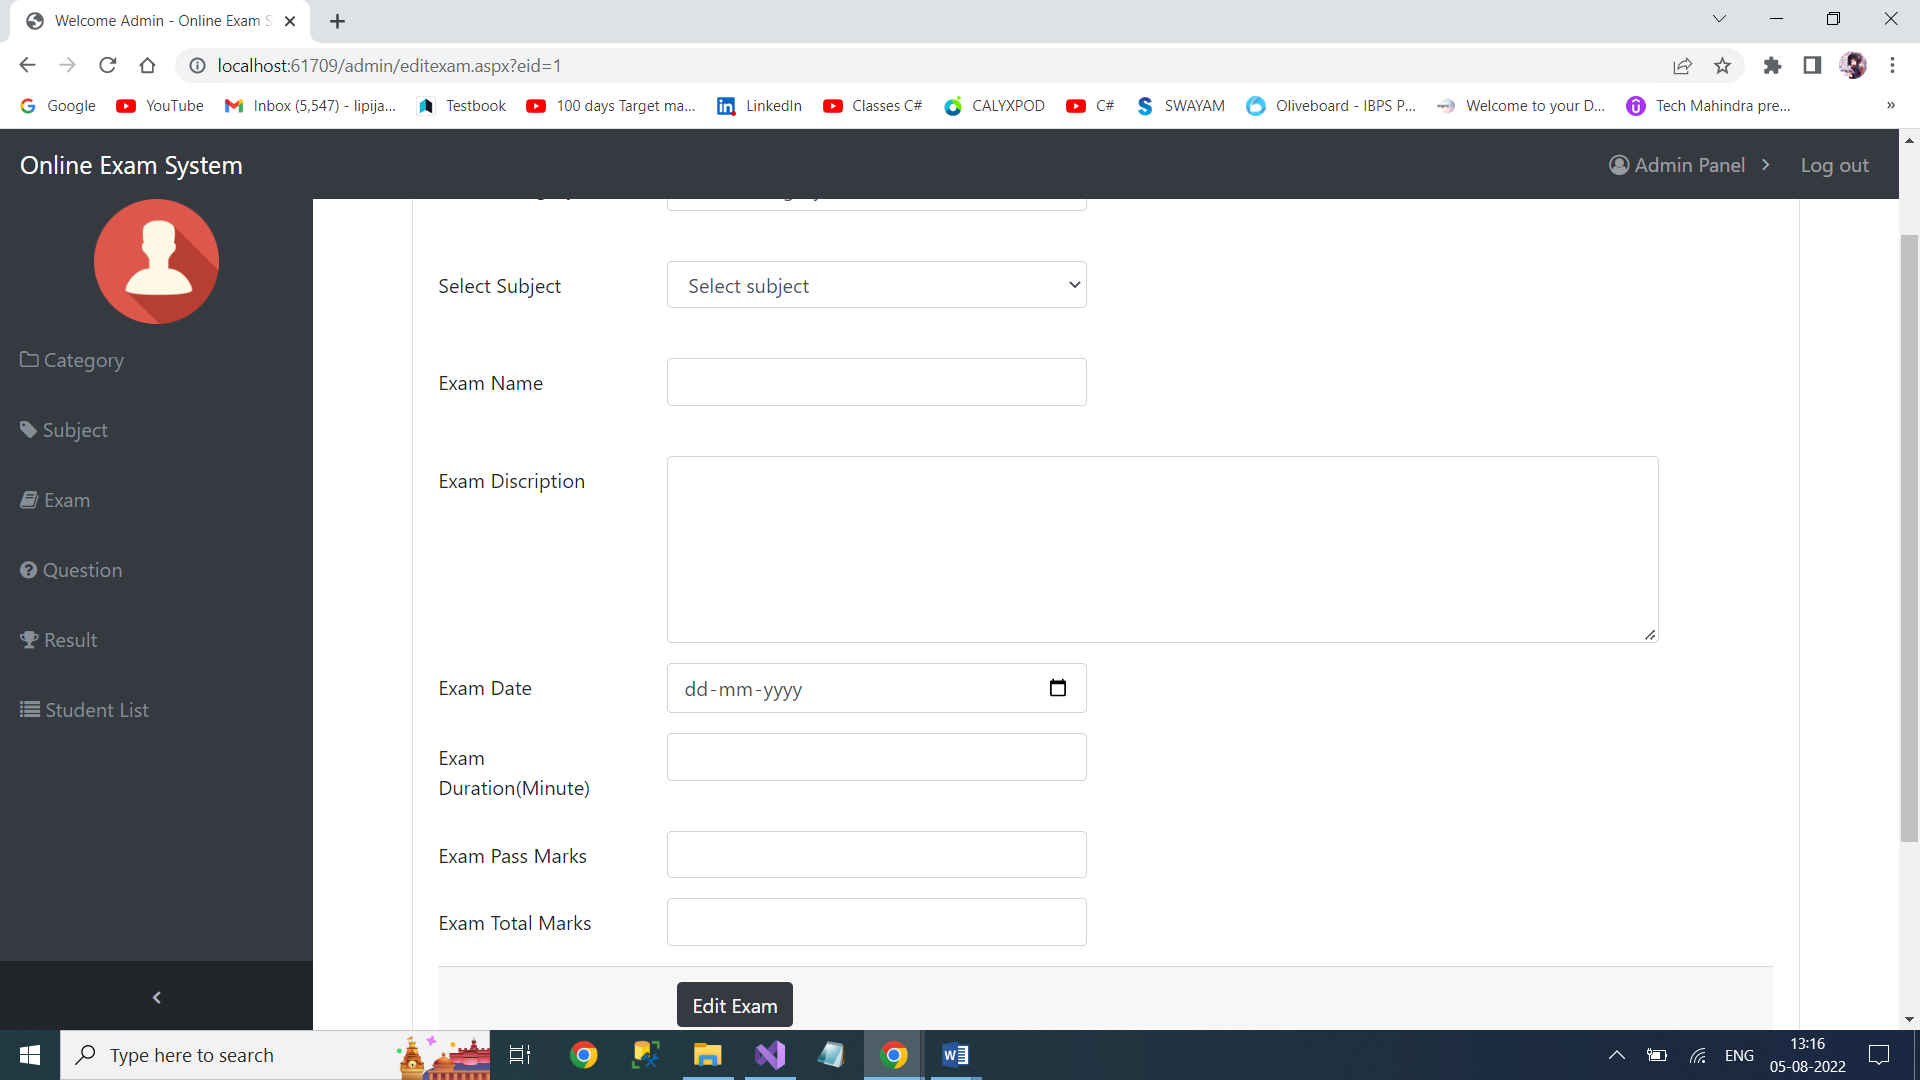 Welcome Admin - Online Exam S
localhost:61709/admin/editexam.aspx?eid=1
Google
YouTube
Inbox (5,547) - lipija...
Testbook
100 days Target ma...
LinkedIn
Classes C#
CALYXPOD
C#
SWAYAM
Oliveboard - IBPS P...
Welcome to your D...
Tech Mahindra pre...
»
Online Exam System
Admin Panel
Log out
Category
Subject
Exam
Question
Result
Student List
Select Subject
Select subject
Exam Name
Exam Discription
Exam Date
dd-mm-yyyy
Exam
Duration(Minute)
Exam Pass Marks
Exam Total Marks
Edit Exam
Type here to search
ENG
13:16
05-08-2022